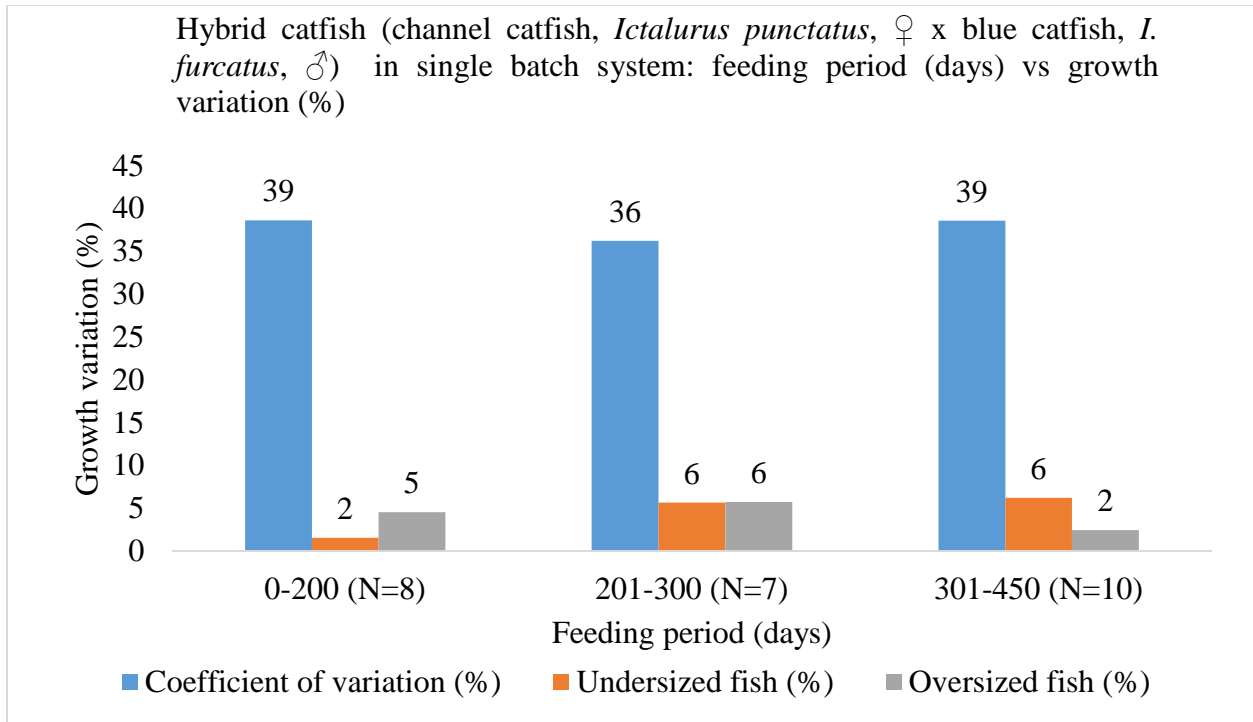 Hybrid catfish (channel catfish, Ictalurus punctatus, ♀ x blue catfish, I.
furcatus, ♂) in single batch system: feeding period (days) vs growth
variation (%)
Growth variation (%)
45
40
35
30
25
20
15
10
5
0
39
2
5
36
6
6
39
6
2
0-200 (N=8)
201-300 (N=7)
301-450 (N=10)
Feeding period (days)
Coefficient of variation (%)
Undersized fish (%)
Oversized fish (%)